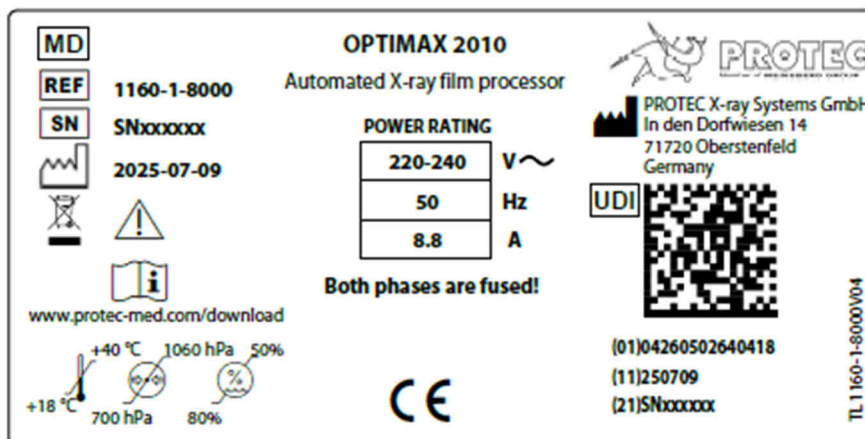 MD
REF 1160-1-8000
SN SNxxxxxx
2025-07-09
www.protec-med.com/download
+40 °C
+18 °C
1060 hPa
700 hPa
50%
80%
OPTIMAX 2010
Automated X-ray film processor
POWER RATING
220-240 V
50 Hz
8.8 A
Both phases are fused!
CE
PROTEC
PROTEC X-ray Systems GmbH
In den Dorfwiesen 14
71720 Oberstenfeld
Germany
UDI
(01)04260502640418
(11)250709
(21)SNxxxxxx
TL 1160-1-8000V04